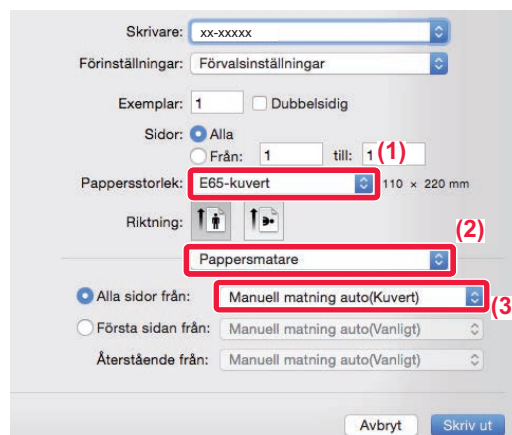 Skrivare: xx-xxxxx
Förinställningar: Förvalsinställningar
Exemplar: 1 Dubbelsidig
Sidor: Alla
Från: 1 till: 1 (1)
Pappersstorlek: E65-kuvert 110 × 220 mm
Riktning:
(2)
Pappersmatare
Alla sidor från: Manuell matning auto(Kuvert)
(3
Första sidan från: Manuell matning auto(Vanligt)
Återstående från: Manuell matning auto(Vanligt)
Avbryt Skriv ut